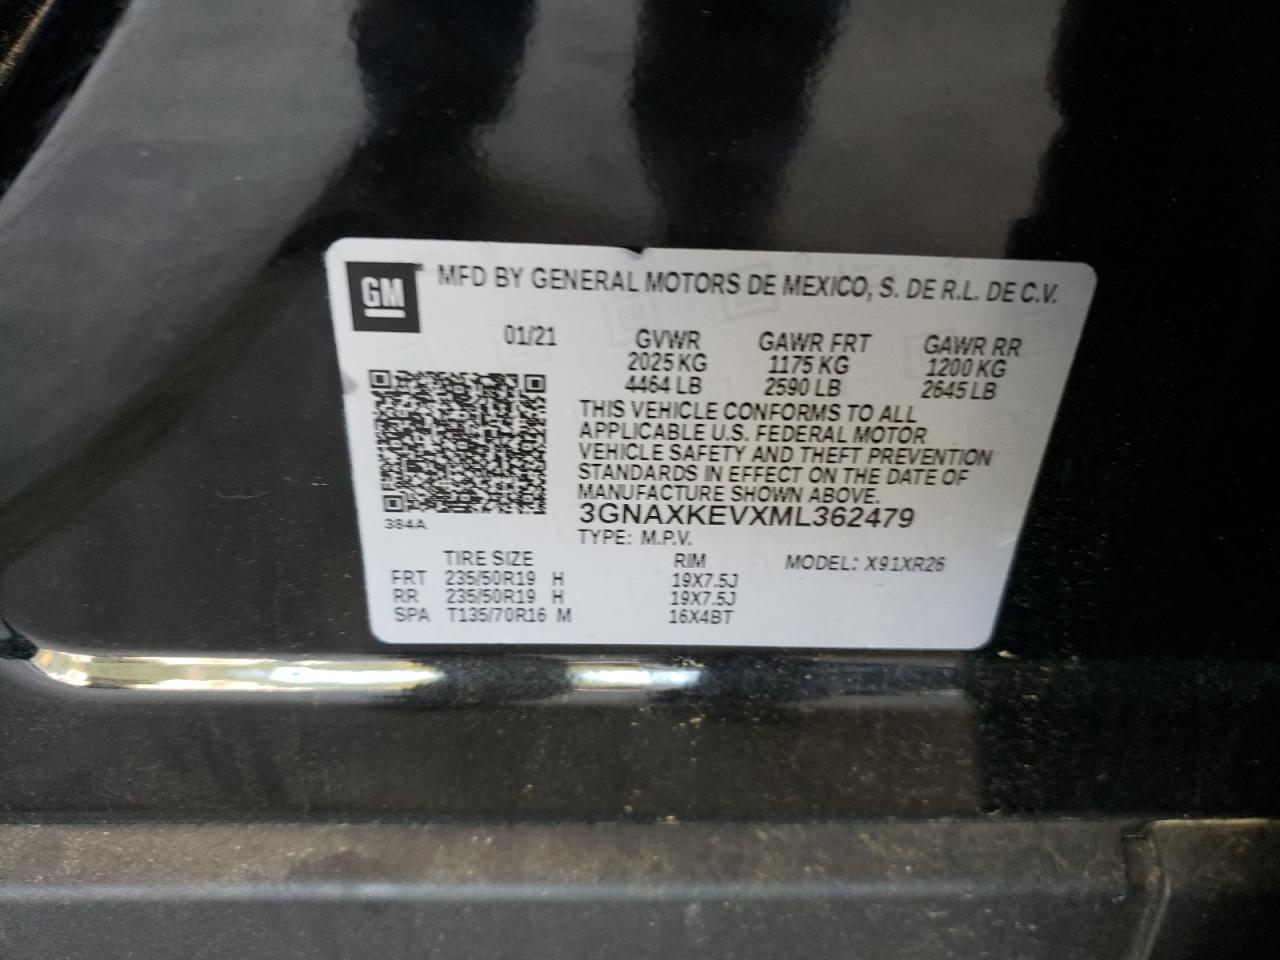 GM MFD BY GENERAL MOTORS DE MEXICO, S. DE R.L. DE C.V.
01/21 GVWR GAWR FRT GAWR RR
2025 KG 1175 KG 1200 KG
4464 LB 2590 LB 2645 LB
THIS VEHICLE CONFORMS TO ALL
APPLICABLE U.S. FEDERAL MOTOR
VEHICLE SAFETY AND THEFT PREVENTION
STANDARDS IN EFFECT ON THE DATE OF
MANUFACTURE SHOWN ABOVE.
3GNAXKEVXML362479
384A
TYPE: M.P.V.
TIRE SIZE RIM MODEL: X91XR26
FRT 235/50R19 H 19X7.5J
RR 235/50R19 H 19X7.5J
SPA T135/70R16 M 16X4BT